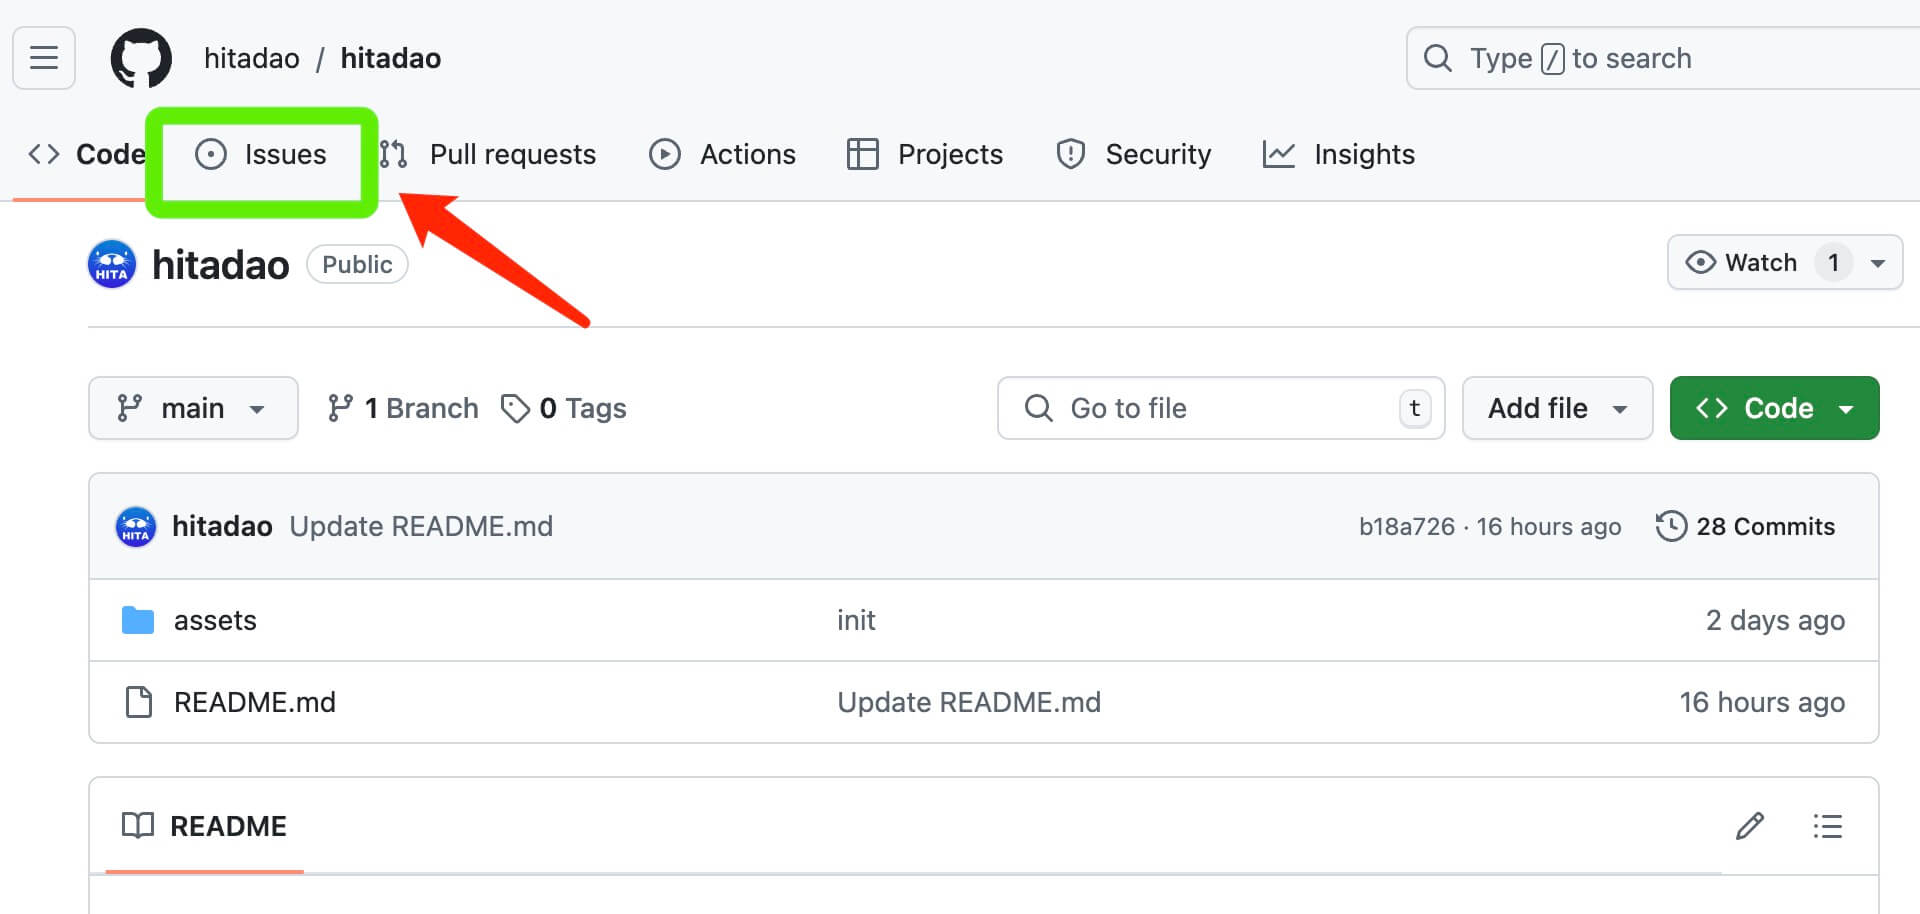 hitadao / hitadao
Type / to search
Code Issues Pull requests Actions Projects Security Insights
HITA hitadao Public
Watch 1
main 1 Branch 0 Tags
Go to file t
Add file
Code
HITA hitadao Update README.md b18a726 · 16 hours ago 28 Commits
assets init 2 days ago
README.md Update README.md 16 hours ago
README